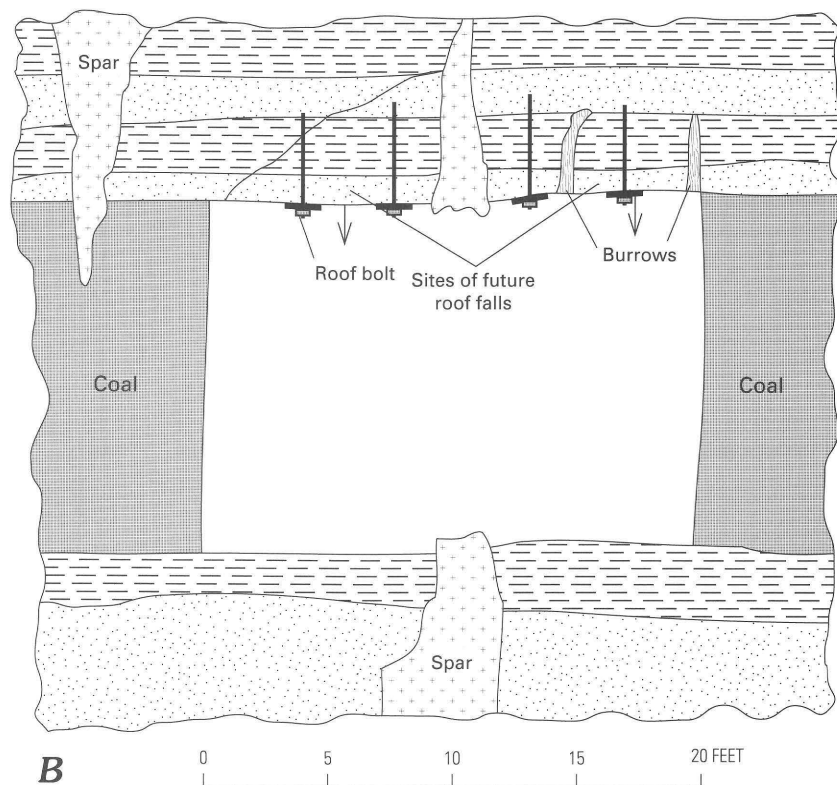 Spar
Roof bolt
Sites of future
roof falls
Burrows
Coal
Coal
Spar
B
0 5 10 15 20 FEET